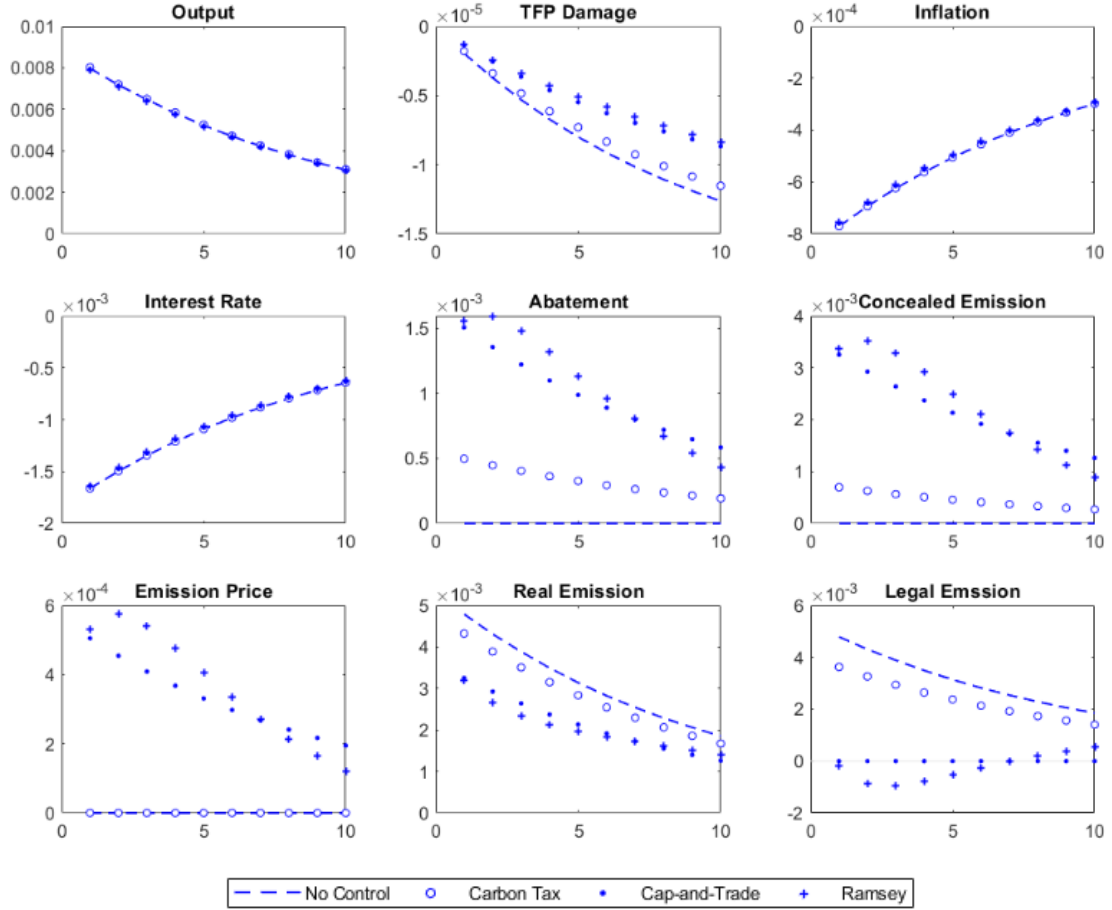 Output
0.01
0.008
0.006
0.004
0.002
0
0 5 10
TFP Damage
×10-5
0
-0.5
-1
-1.5
0 5 10
Inflation
×10-4
0
-2
-4
-6
-8
0 5 10
Interest Rate
×10-3
0
-0.5
-1
-1.5
-2
0 5 10
Abatement
×10-3
1.5
1
0.5
0
0 5 10
Concealed Emission
×10-3
4
3
2
1
0
0 5 10
Emission Price
×10-4
6
4
2
0
0 5 10
Real Emission
×10-3
5
4
3
2
1
0
0 5 10
Legal Emssion
×10-3
6
4
2
0
-2
0 5 10
No Control Carbon Tax Cap-and-Trade Ramsey